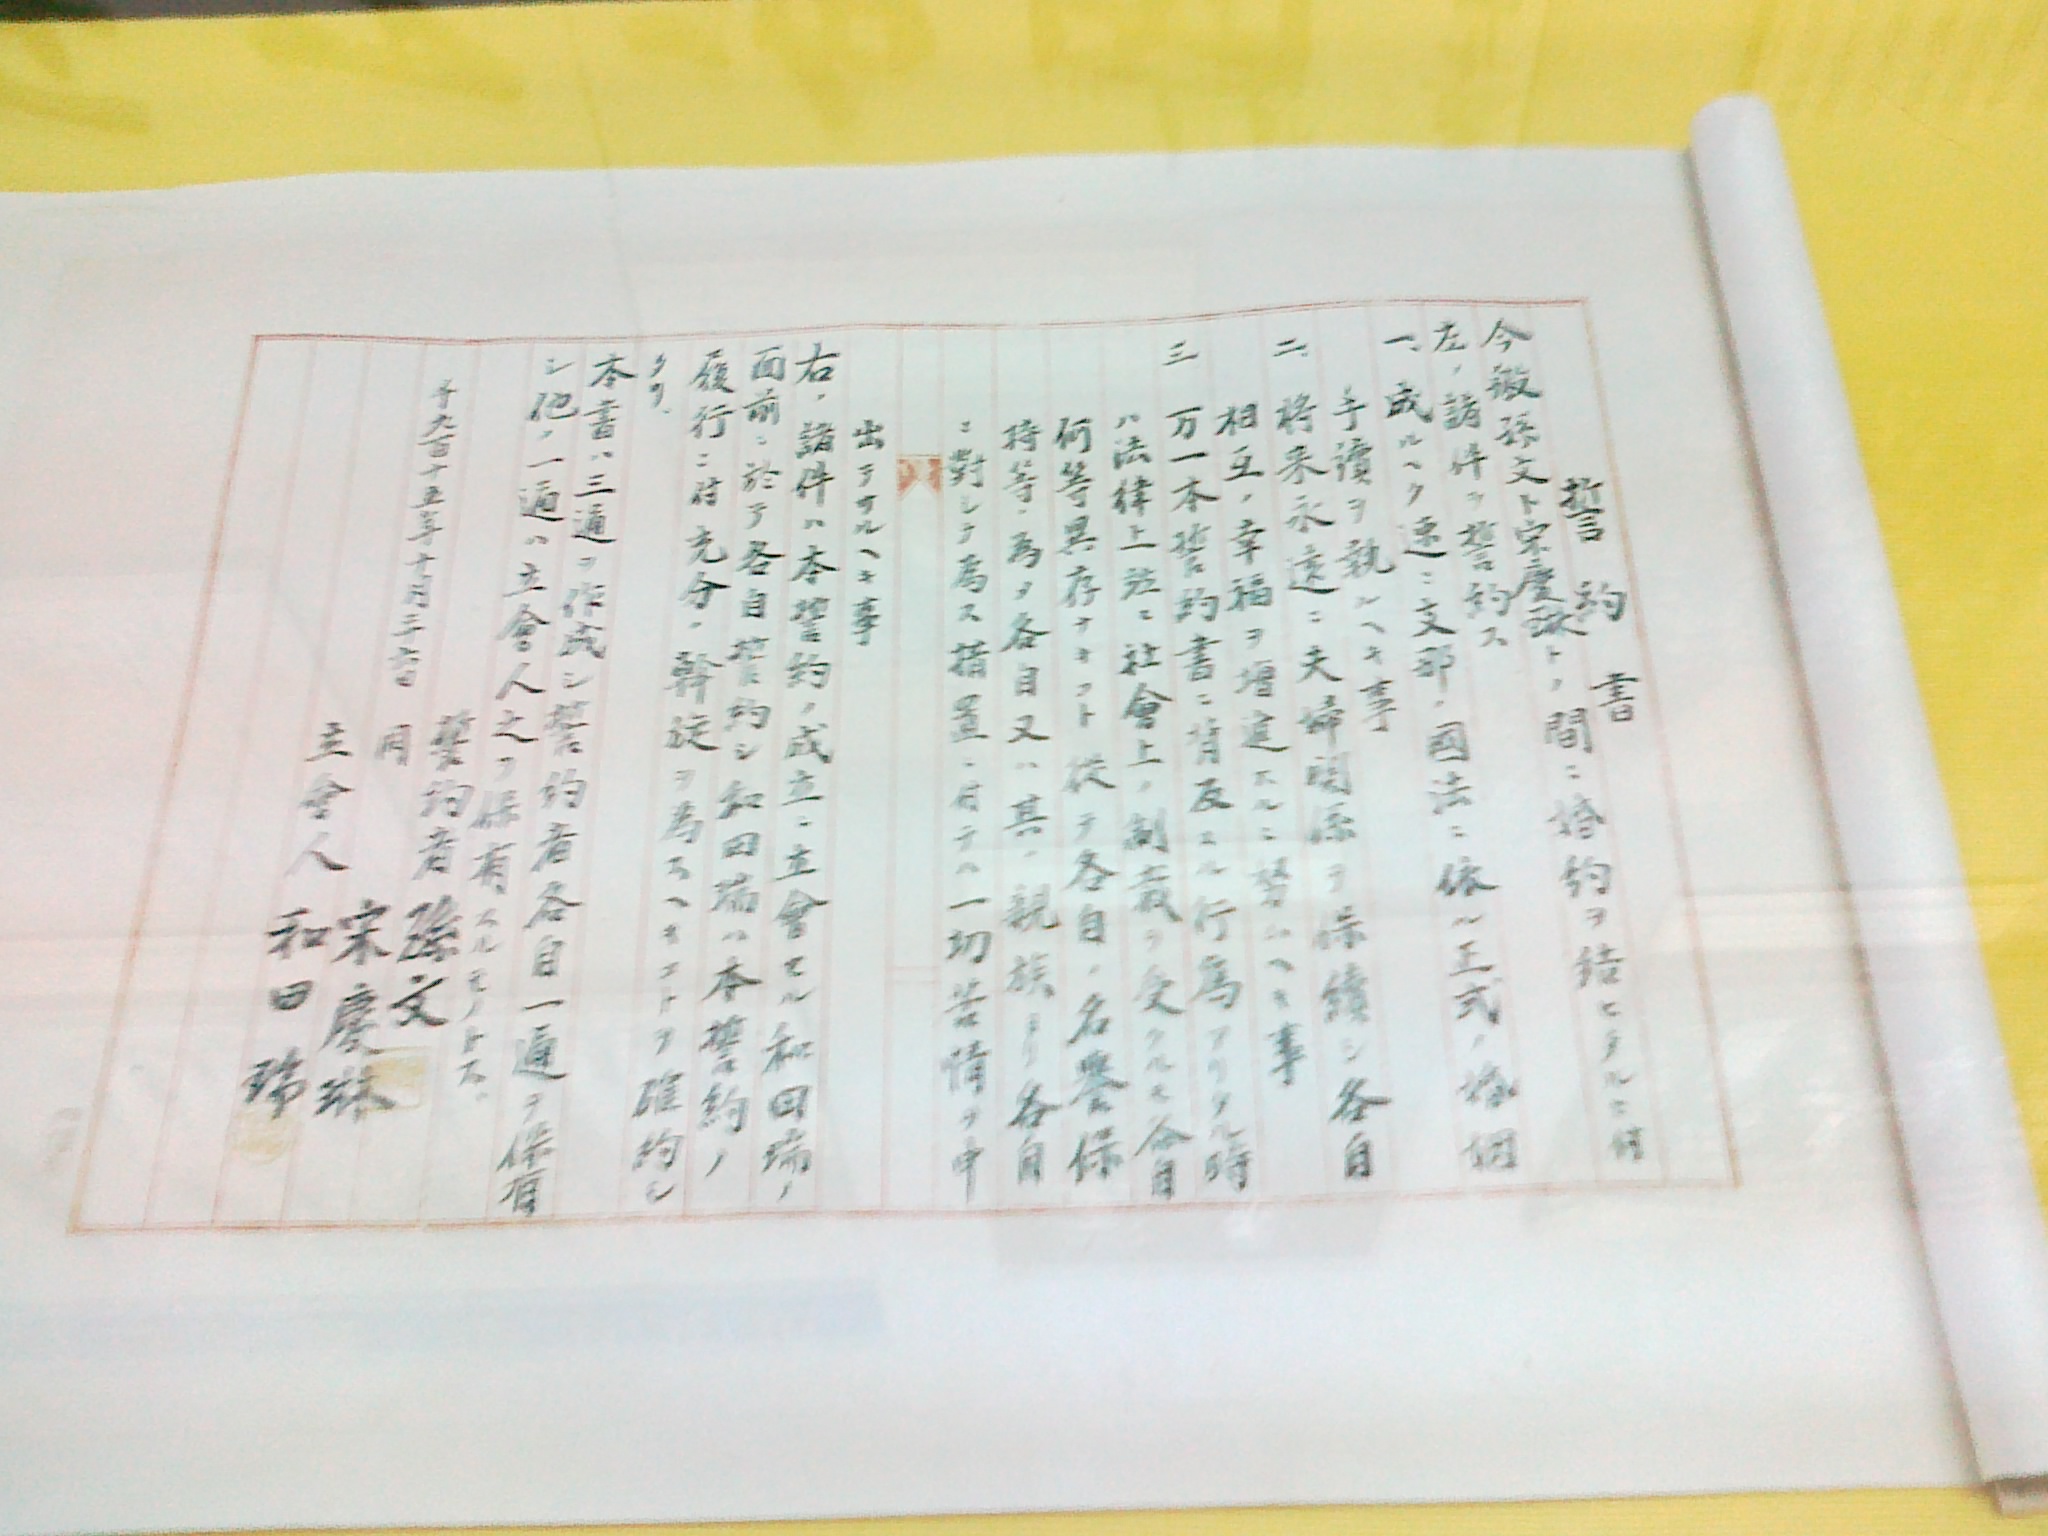 誓約書
今般孫文ト宋慶琳トノ間ニ婚約ヲ結ヒタルニ付
左ノ諸件ヲ誓約ス
一、成ルヘク速ニ支那ノ国法ニ依ル正式ノ婚姻
手續ヲ執ルヘキ事
二、将来永遠ニ夫婦関係ヲ保續シ各自
相互ノ幸福ヲ増進スルニ努ムヘキ事
三 万一本誓約書ニ背反スル行為アリタル時
ハ法律上並ニ社會上ノ制裁ヲ受クルモ各自
何等異存ナキコト従テ各自ノ名譽保
持等ノ為メ各自又ハ其ノ親族ヨリ各自
ニ對シテ為ス措置ニ付テハ一切苦情ヲ申
出テサルヘキ事
右ノ諸件ハ本誓約ノ成立ニ立會セル和田瑞ノ
面前ニ於テ各自誓約シ和田瑞ハ本誓約ノ
履行ニ付充分ノ斡旋ヲ為スヘキコトヲ確約シ
タリ
本書ハ三通ヲ作成シ誓約者各自一通ヲ保有
シ他ノ一通ハ立會人之ヲ保有スルモノトス。
千九百十五年十月二十六日
誓約者 孫文
同 宋慶琳
立會人 和田瑞